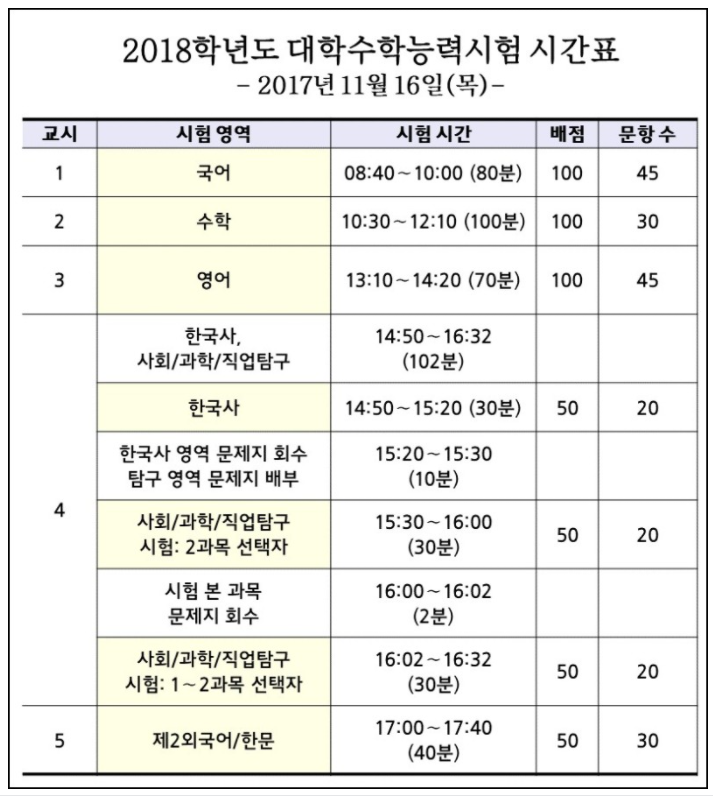 2018학년도 대학수학능력시험 시간표
- 2017년 11월 16일(목)-
교시 시험 영역 시험 시간 배점 문항 수
1 국어 08:40~10:00 (80분) 100 45
2 수학 10:30~12:10 (100분) 100 30
3 영어 13:10~14:20 (70분) 100 45
4
한국사,
사회/과학/직업탐구
14:50~16:32
(102분)
한국사 14:50~15:20 (30분) 50 20
한국사 영역 문제지 회수
탐구 영역 문제지 배부
15:20~15:30
(10분)
사회/과학/직업탐구
시험: 2과목 선택자
15:30~16:00
(30분)
50 20
시험 본 과목
문제지 회수
16:00~16:02
(2분)
사회/과학/직업탐구
시험: 1~2과목 선택자
16:02~16:32
(30분)
50 20
5 제2외국어/한문
17:00~17:40
(40분)
50 30